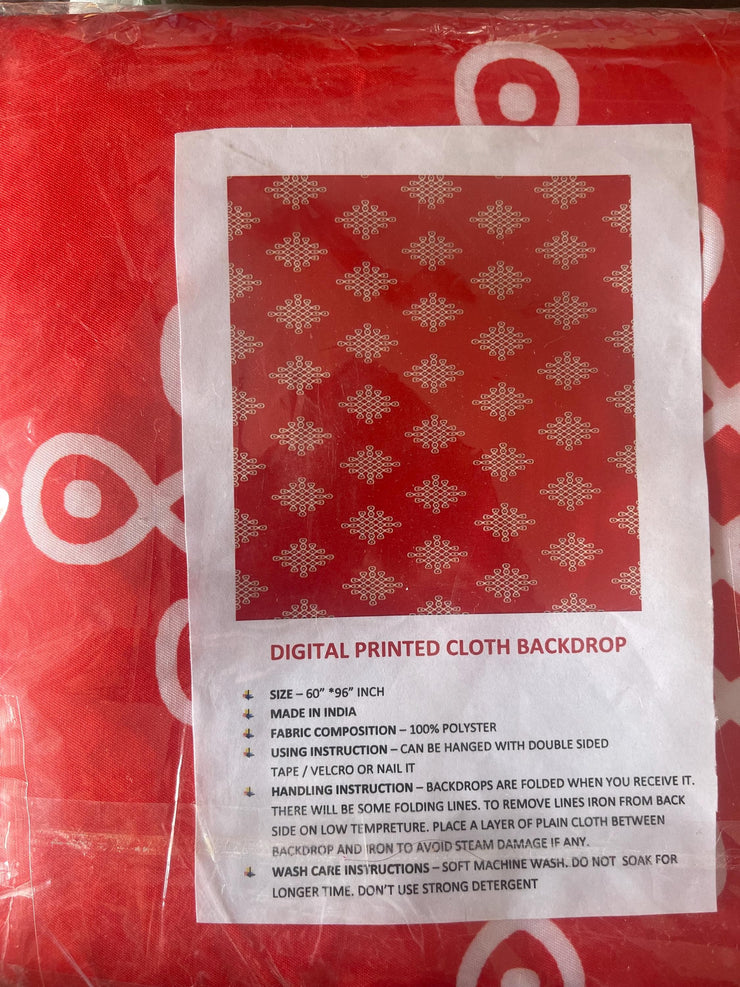 DIGITAL PRINTED CLOTH BACKDROP
SIZE – 60” *96” INCH
MADE IN INDIA
FABRIC COMPOSITION – 100% POLYSTER
USING INSTRUCTION – CAN BE HANGED WITH DOUBLE SIDED
TAPE / VELCRO OR NAIL IT
HANDLING INSTRUCTION – BACKDROPS ARE FOLDED WHEN YOU RECEIVE IT.
THERE WILL BE SOME FOLDING LINES. TO REMOVE LINES IRON FROM BACK
SIDE ON LOW TEMPRETURE. PLACE A LAYER OF PLAIN CLOTH BETWEEN
BACKDROP AND IRON TO AVOID STEAM DAMAGE IF ANY.
WASH CARE INSTRUCTIONS – SOFT MACHINE WASH. DO NOT SOAK FOR
LONGER TIME. DON’T USE STRONG DETERGENT